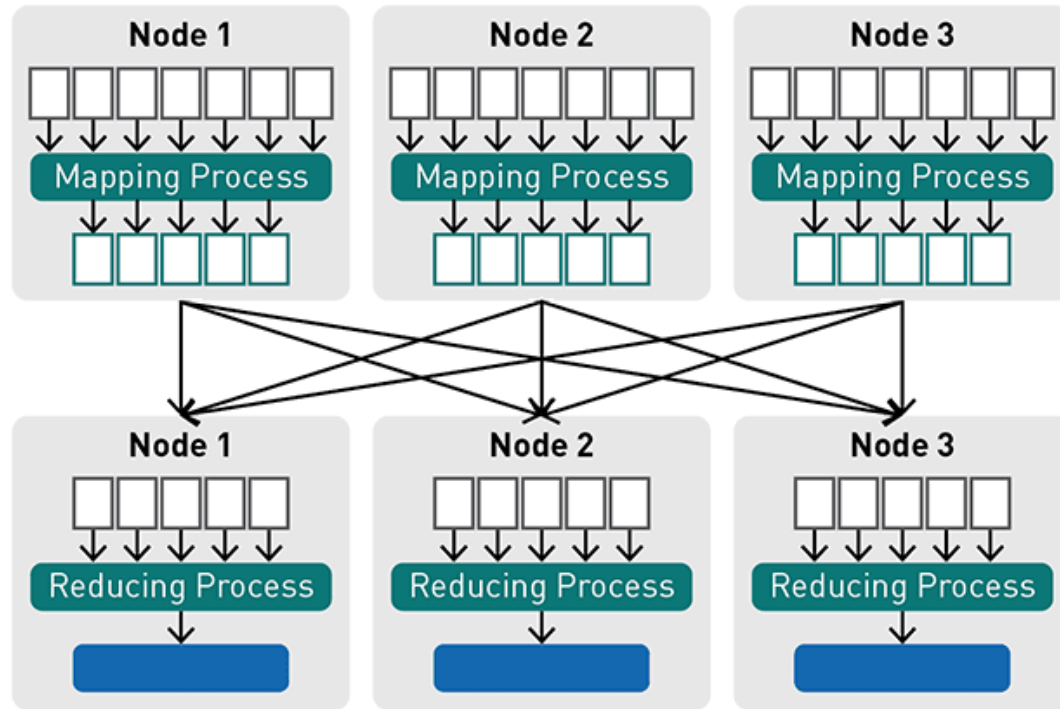 Node 1
Node 2
Node 3
Mapping Process
Mapping Process
Mapping Process
Node 1
Node 2
Node 3
Reducing Process
Reducing Process
Reducing Process